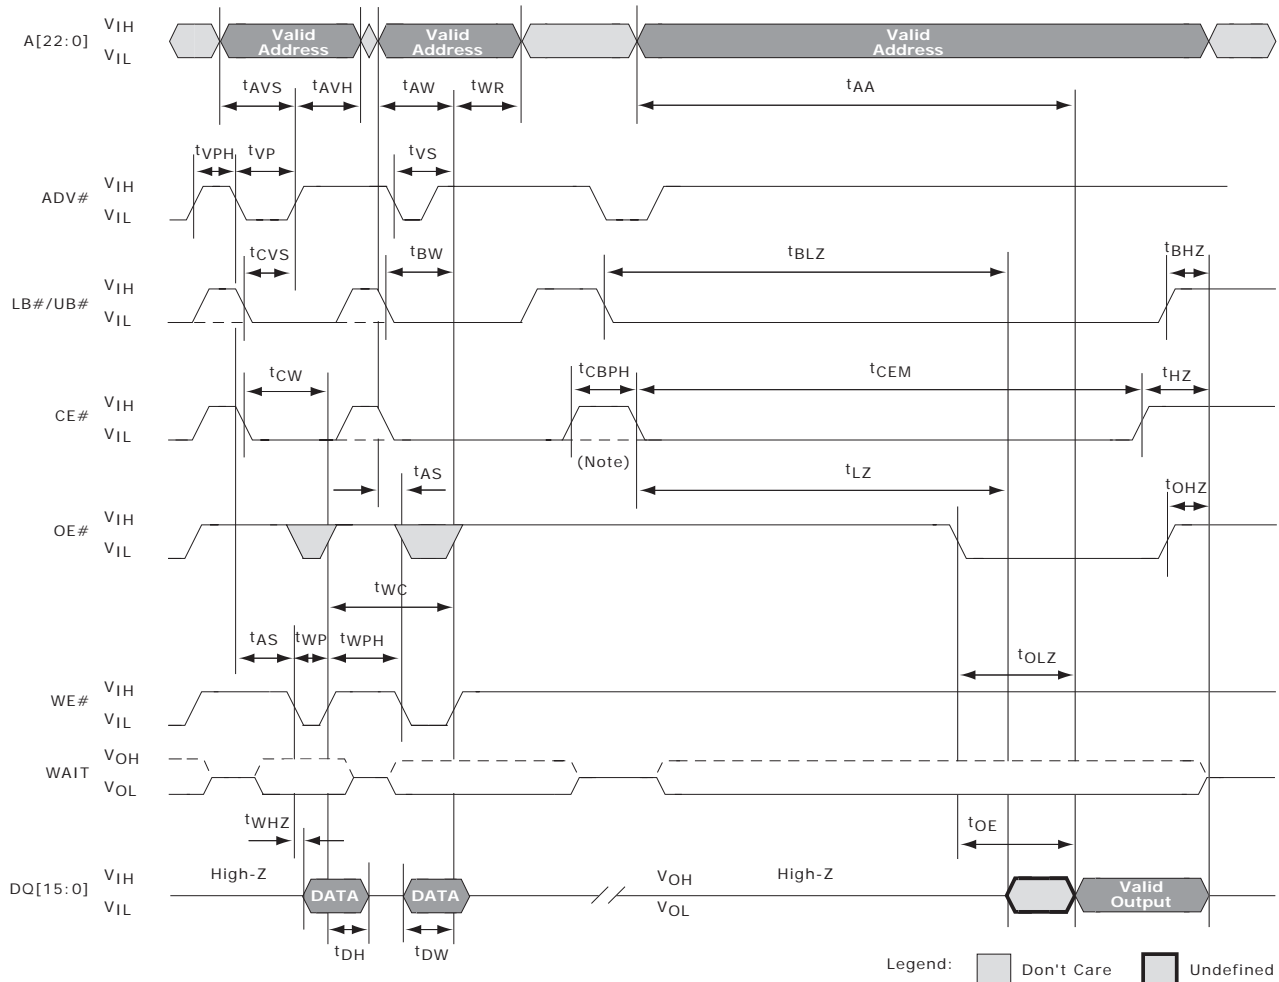 A[22:0] VIH Valid Address Valid Address Valid Address
VIL
tAVS tAVH tAW tWR tAA
tVPH tVP tVS
ADV# VIH
VIL
tCVS tBW tBLZ tBHZ
LB#/UB# VIH
VIL
tCW tCBPH tCEM tHZ
CE# VIH
VIL
(Note)
tAS tLZ tOHZ
OE# VIH
VIL
tWC
tAS tWP tWPH tOLZ
WE# VIH
VIL
WAIT VOH
VOL
tWHZ tOE
DQ[15:0] VIH High-Z DATA DATA VOH High-Z Valid Output
VIL VOL
tDH tDW
Legend: Don't Care Undefined